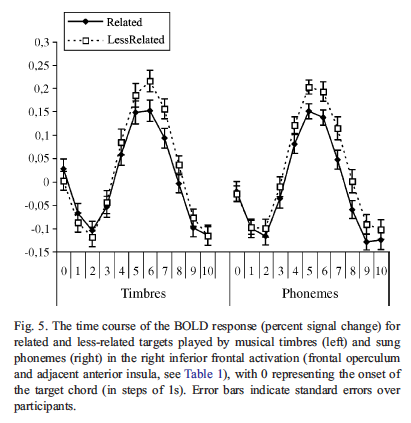 Related
LessRelated
0,3
0,25
0,2
0,15
0,1
0,05
0
-0,05
-0,1
-0,15
0 1 2 3 4 5 6 7 8 9 10 0 1 2 3 4 5 6 7 8 9 10
Timbres Phonemes
Fig. 5. The time course of the BOLD response (percent signal change) for
related and less-related targets played by musical timbres (left) and sung
phonemes (right) in the right inferior frontal activation (frontal operculum
and adjacent anterior insula, see Table 1), with 0 representing the onset of
the target chord (in steps of 1s). Error bars indicate standard errors over
participants.